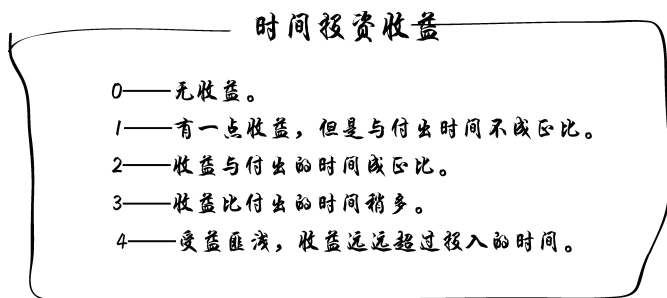 时间投资收益
0——无收益。
1——有一点收益，但是与付出时间不成正比。
2——收益与付出的时间成正比。
3——收益比付出的时间稍多。
4——受益匪浅，收益远远超过投入的时间。